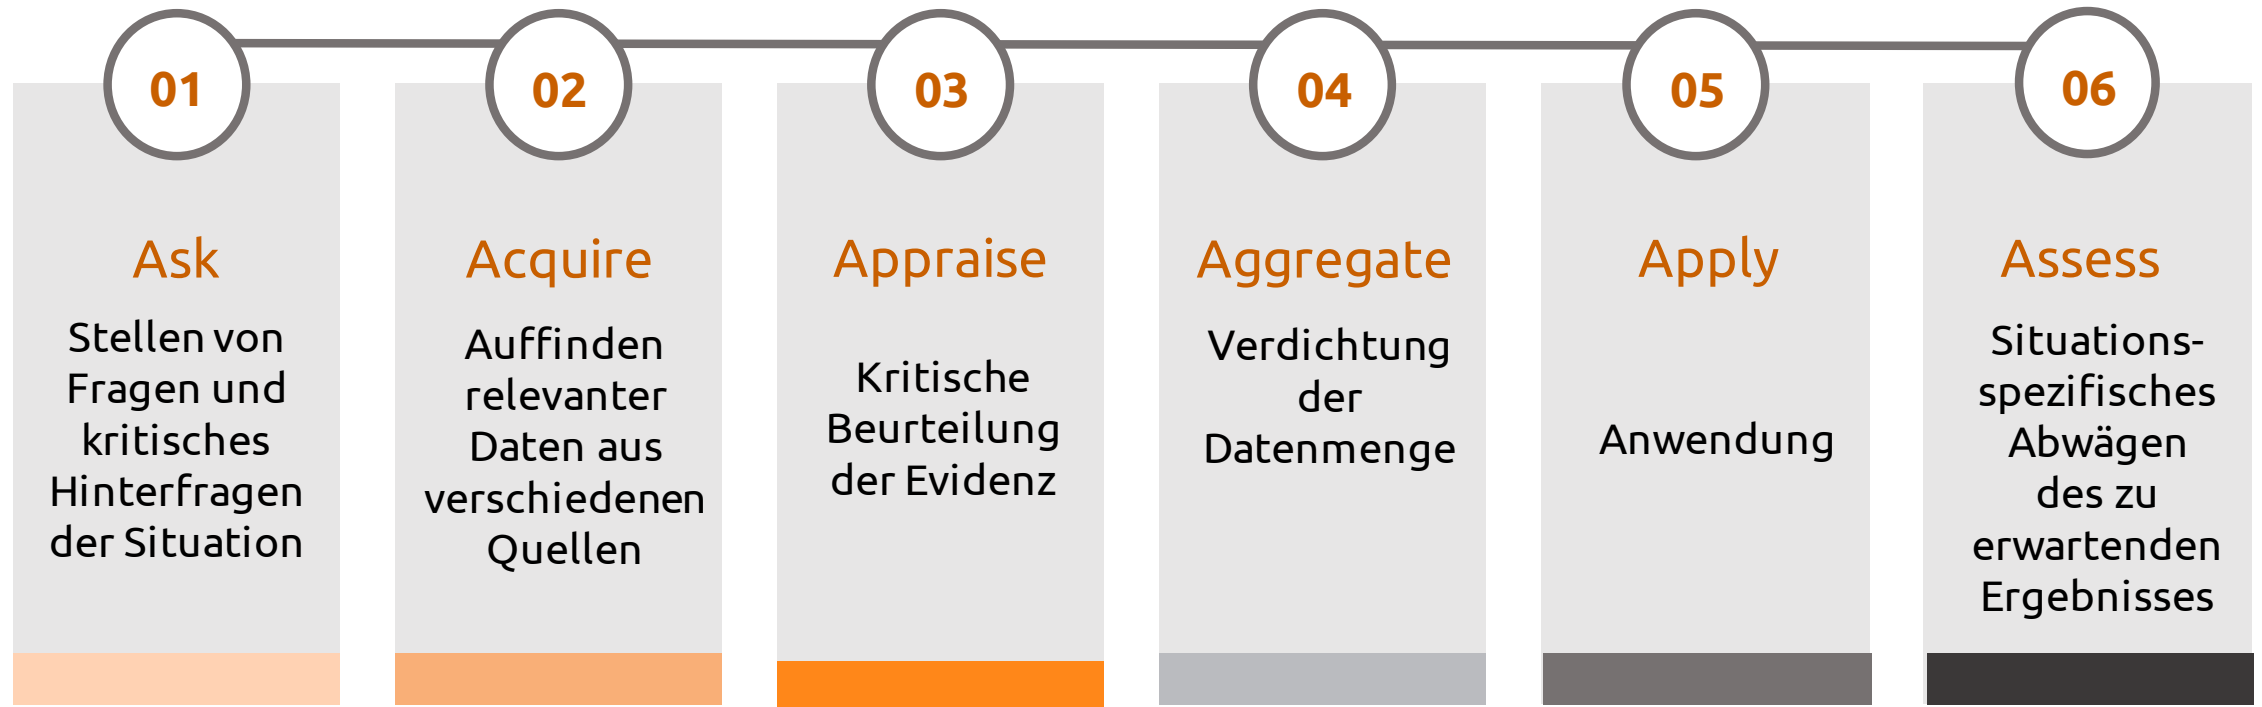 01
Ask
Stellen von
Fragen und
kritisches
Hinterfragen
der Situation
02
Acquire
Auffinden
relevanter
Daten aus
verschiedenen
Quellen
03
Appraise
Kritische
Beurteilung
der Evidenz
04
Aggregate
Verdichtung
der
Datenmenge
05
Apply
Anwendung
06
Assess
Situations-
spezifisches
Abwägen
des zu
erwartenden
Ergebnisses